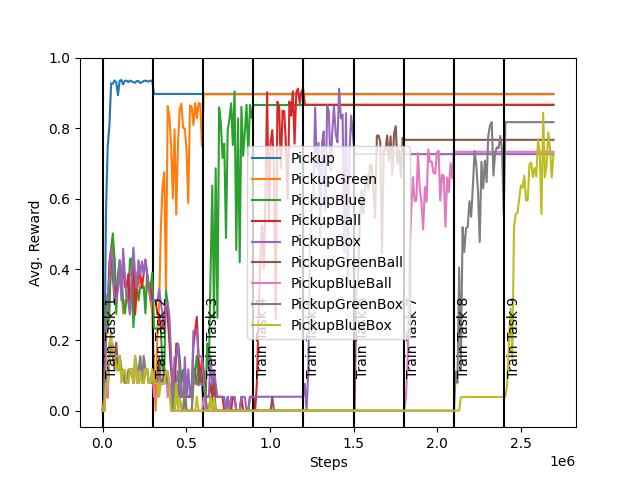 Avg. Reward
1.0
0.8
0.6
0.4
0.2
0.0
Train Task 1
Train Task 2
Train Task 3
Train Task 7
Train Task 8
Train Task 9
Pickup
PickupGreen
PickupBlue
PickupBall
PickupBox
PickupGreenBall
PickupBlueBall
PickupGreenBox
PickupBlueBox
0.0
0.5
1.0
1.5
2.0
2.5
1e6
Steps